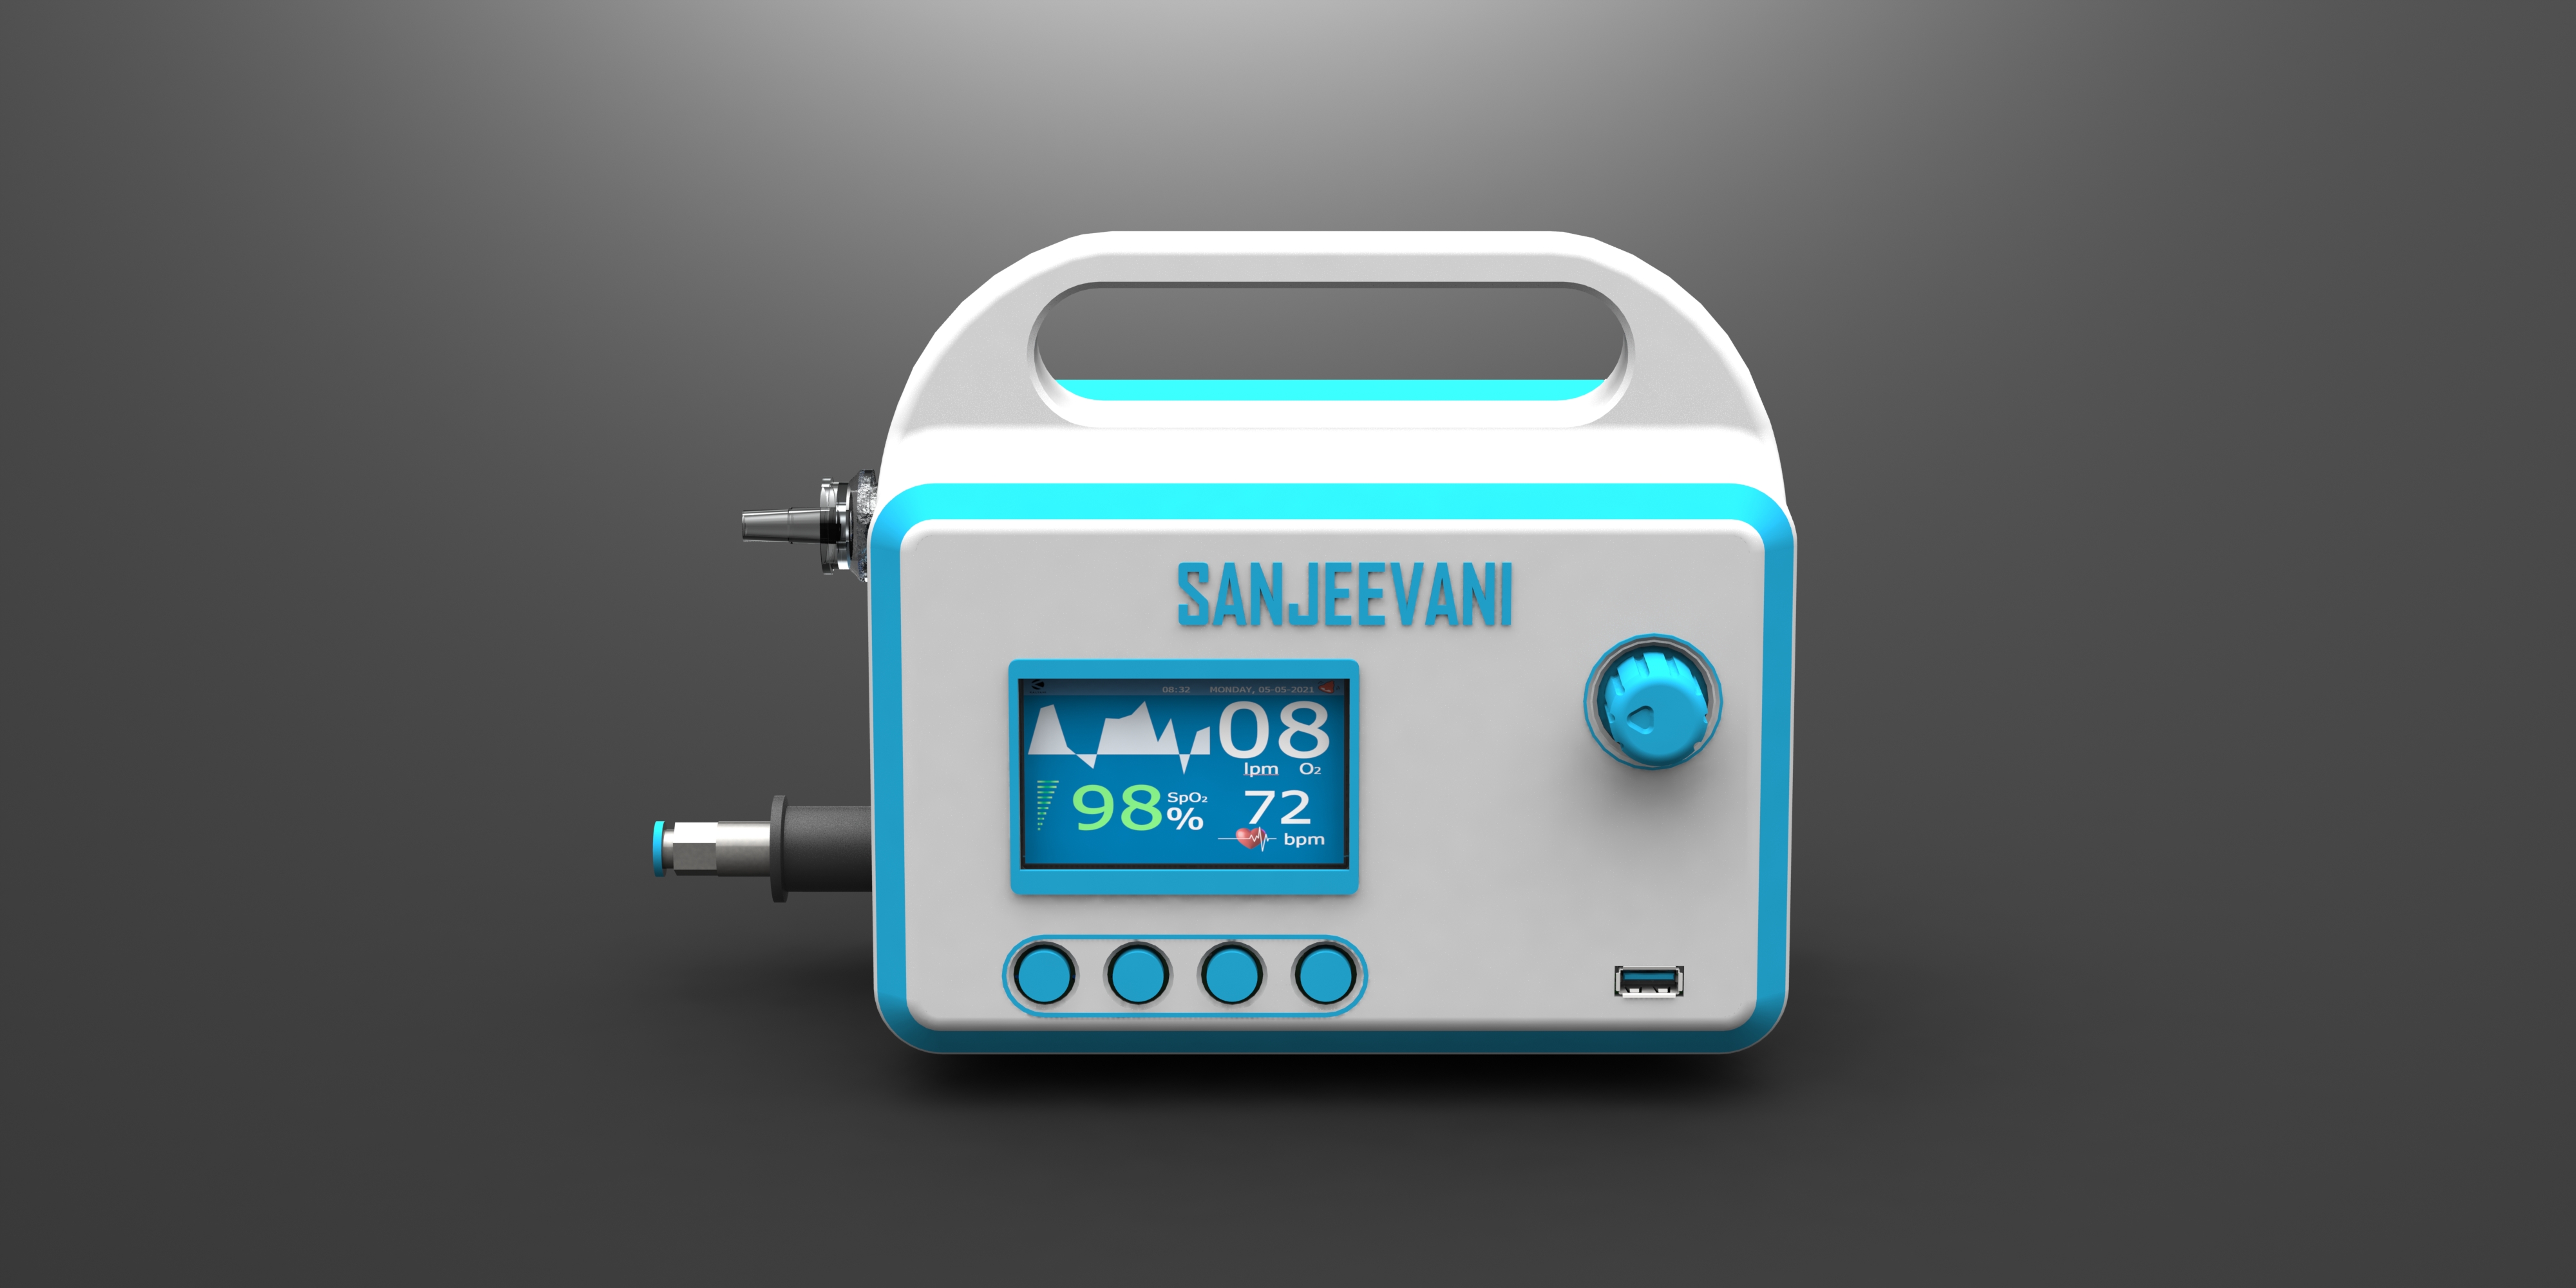 SANJEEVANI
08:32 MONDAY, 05-05-2021
08
lpm O₂
98 SpO₂ %
72
bpm